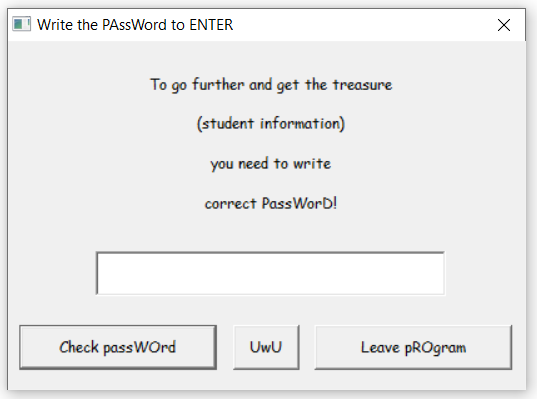 Write the PAssWord to ENTER
To go further and get the treasure
(student information)
you need to write
correct PassWorD!
Check passWOrd
UwU
Leave pROgram